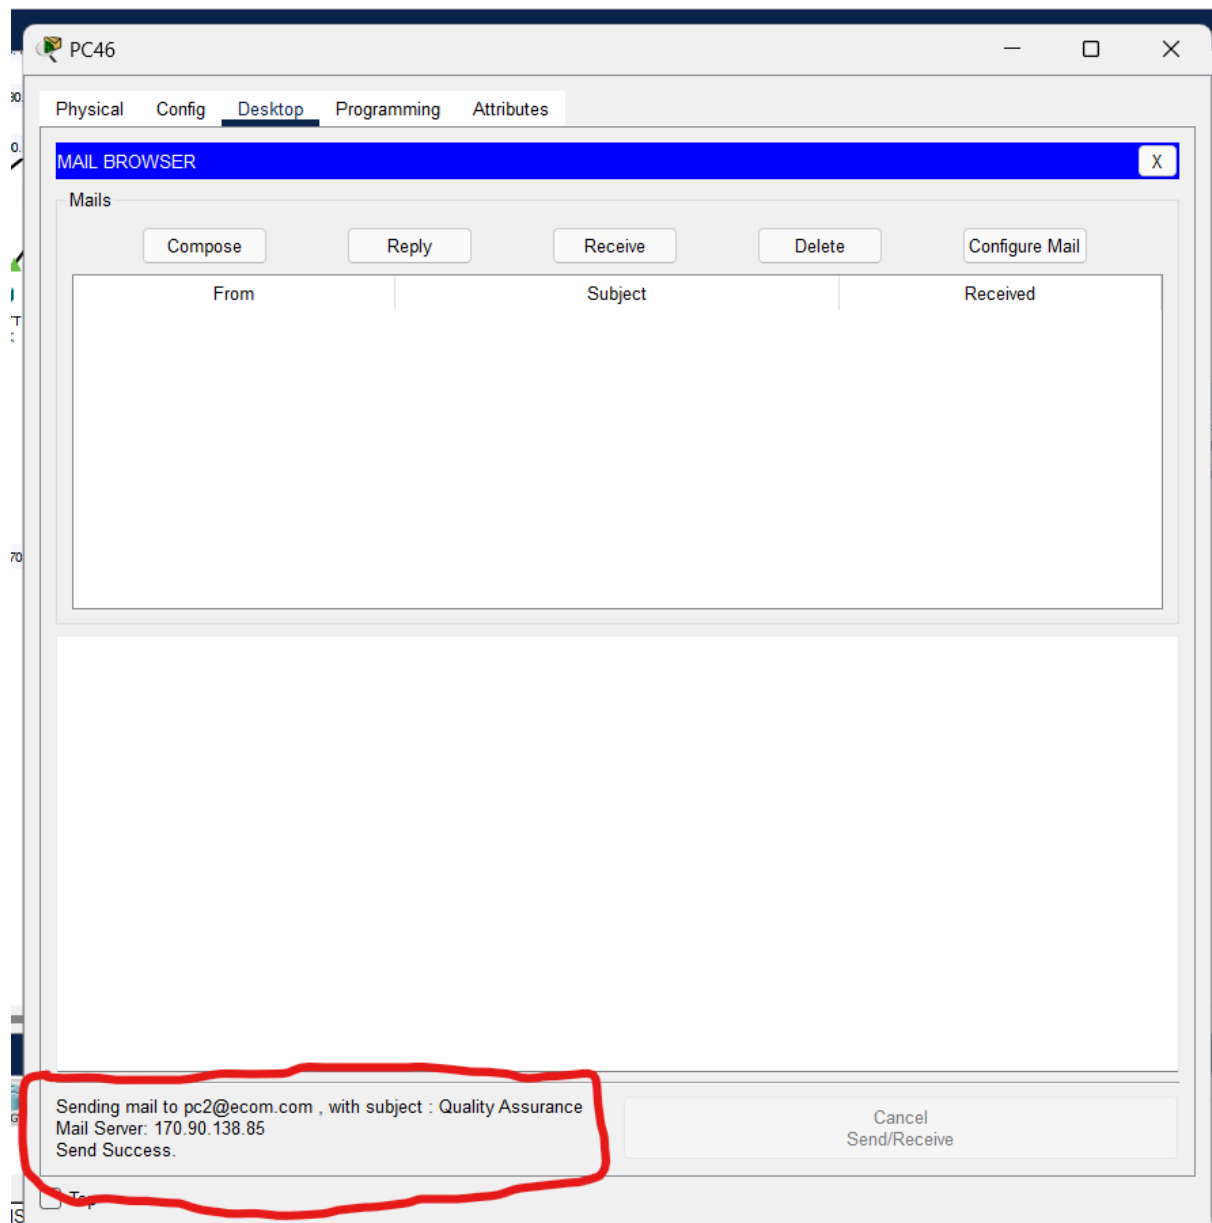 PC46
Physical Config Desktop Programming Attributes
MAIL BROWSER X
Mails
Compose Reply Receive Delete Configure Mail
From Subject Received
Sending mail to pc2@ecom.com , with subject : Quality Assurance
Mail Server: 170.90.138.85
Send Success.
Cancel
Send/Receive
Top